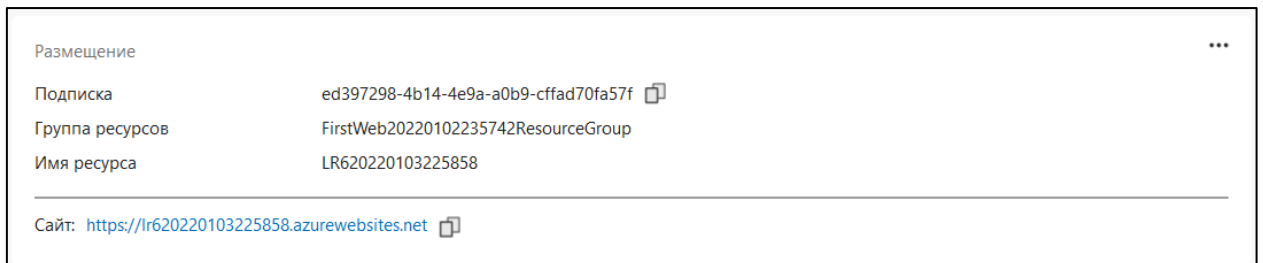 Размещение
Подписка ed397298-4b14-4e9a-a0b9-cffad70fa57f
Группа ресурсов FirstWeb20220102235742ResourceGroup
Имя ресурса LR620220103225858
Сайт: https://lr620220103225858.azurewebsites.net